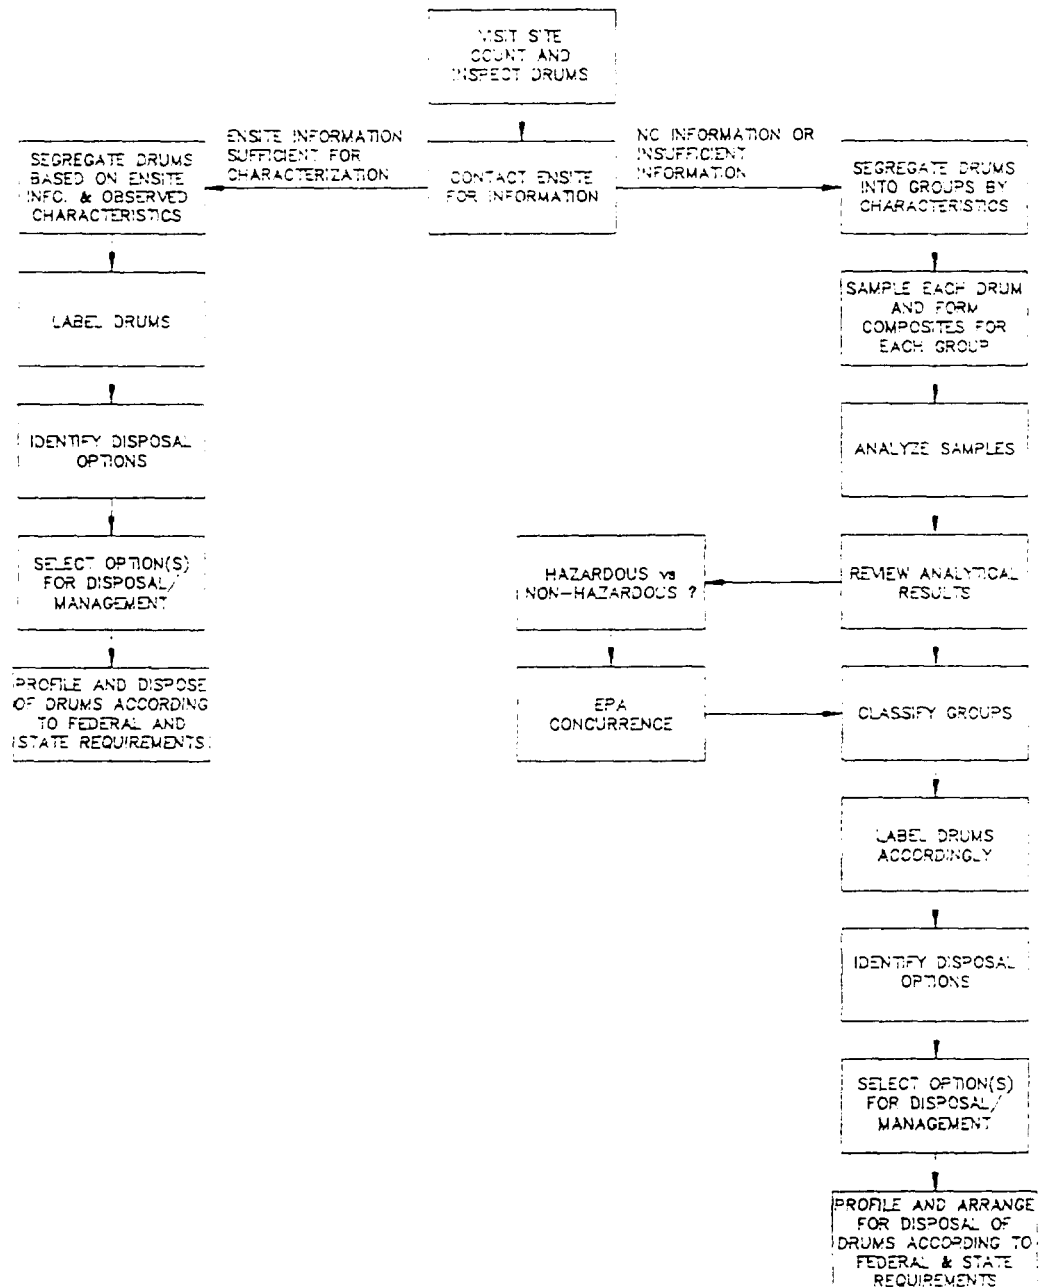 VISIT SITE
COUNT AND
INSPECT DRUMS
ENSITE INFORMATION
SUFFICIENT FOR
CHARACTERIZATION
NO INFORMATION OR
INSUFFICIENT
INFORMATION
SEGREGATE DRUMS
BASED ON ENSITE
INFO. & OBSERVED
CHARACTERISTICS
CONTACT ENSITE
FOR INFORMATION
SEGREGATE DRUMS
INTO GROUPS BY
CHARACTERISTICS
LABEL DRUMS
SAMPLE EACH DRUM
AND FORM
COMPOSITES FOR
EACH GROUP
IDENTIFY DISPOSAL
OPTIONS
ANALYZE SAMPLES
SELECT OPTION(S)
FOR DISPOSAL/
MANAGEMENT
HAZARDOUS vs
NON-HAZARDOUS ?
REVIEW ANALYTICAL
RESULTS
PROFILE AND DISPOSE
OF DRUMS ACCORDING
TO FEDERAL AND
STATE REQUIREMENTS
EPA
CONCURRENCE
CLASSIFY GROUPS
LABEL DRUMS
ACCORDINGLY
IDENTIFY DISPOSAL
OPTIONS
SELECT OPTION(S)
FOR DISPOSAL/
MANAGEMENT
PROFILE AND ARRANGE
FOR DISPOSAL OF
DRUMS ACCORDING TO
FEDERAL & STATE
REQUIREMENTS